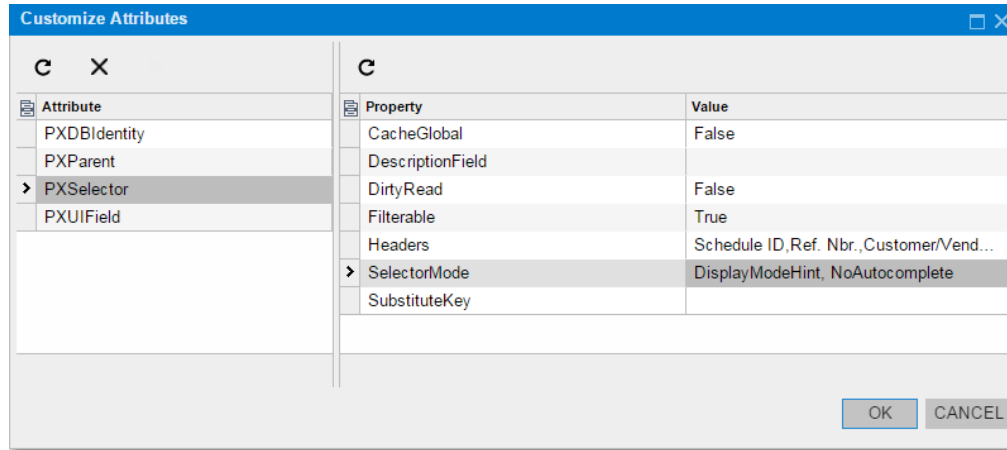 Customize Attributes
Attribute
PXDBIdentity
PXParent
PXSelector
PXUIField
Property Value
CacheGlobal False
DescriptionField
DirtyRead False
Filterable True
Headers Schedule ID,Ref. Nbr.,Customer/Vend...
SelectorMode DisplayModeHint, NoAutocomplete
SubstituteKey
OK CANCEL